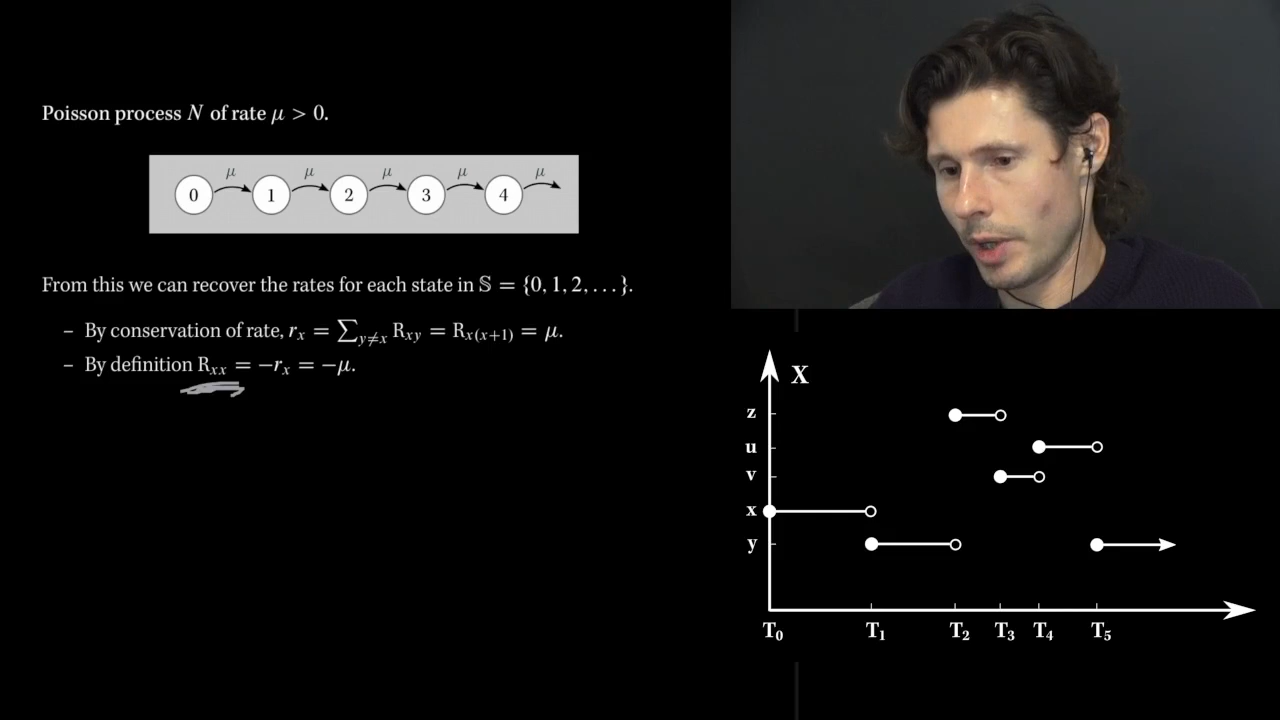 Poisson process N of rate μ > 0.
μ μ μ μ μ
0 1 2 3 4
From this we can recover the rates for each state in 𝕊 = {0, 1, 2, . . . }.
– By conservation of rate, rₓ = ∑_{y≠x} R_{xy} = R_{x(x+1)} = μ.
– By definition R_{xx} = −rₓ = −μ.
X
z
u
v
x
y
T₀ T₁ T₂ T₃ T₄ T₅